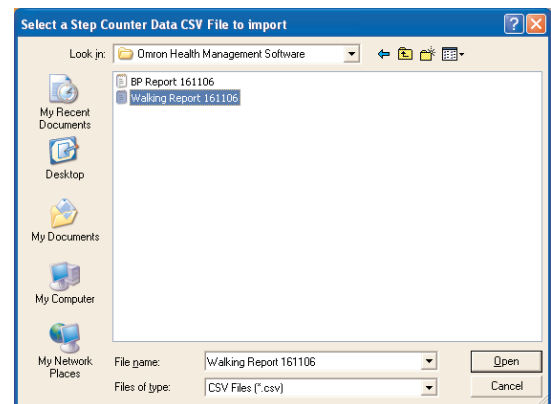 Select a Step Counter Data CSV File to import
Look in: Omron Health Management Software
BP Report 161106
Walking Report 161106
My Recent
Documents
Desktop
My Documents
My Computer
My Network
Places
File name: Walking Report 161106 Open
Files of type: CSV Files (*.csv) Cancel